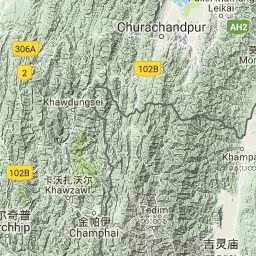 Leikai
Churachandpur
AH2
306A
2
102B
Khawdungsei
Khampa
102B
卡沃扎沃尔
Khawzawl
尔奇普
rchhip
金帕伊
Champhai
Tedim
吉灵庙